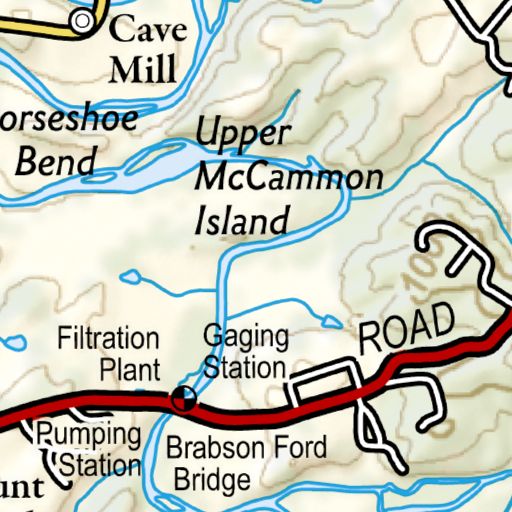 Cave
Mill
orseshoe
Bend
Upper
McCammon
Island
Filtration
Plant
Gaging
Station
ROAD
Pumping
Station
Brabson Ford
Bridge
unt